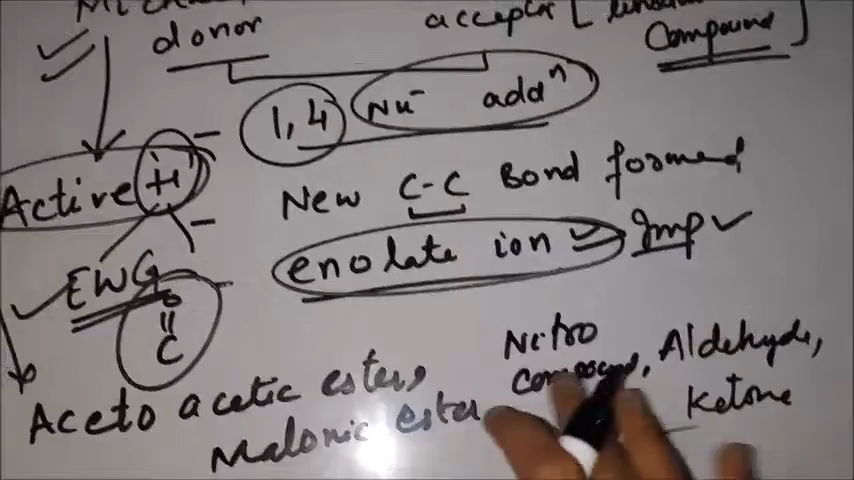 donor
acceptor [
Compound ]
1,4 Nu⁻ addⁿ
Active H
New C-C Bond formed
EWG
enolate ion Imp ✓
O
||
C
Aceto acetic ester,
Malonic ester
Nitro
Compound, Aldehyde,
Ketone